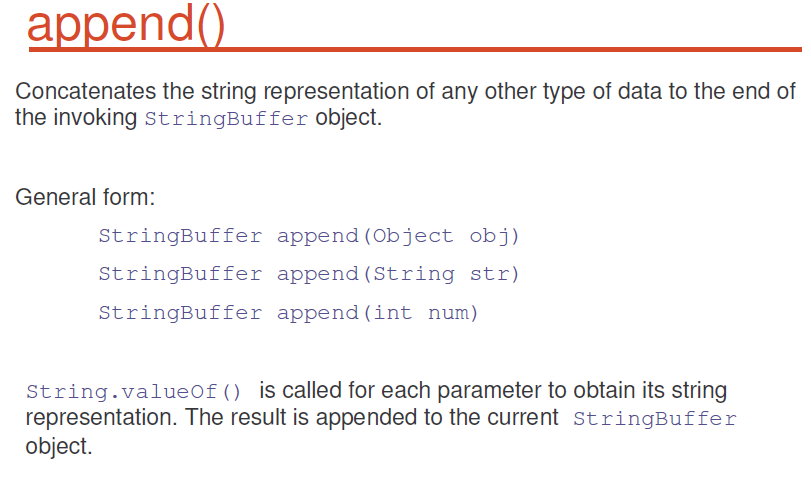 append()
Concatenates the string representation of any other type of data to the end of
the invoking StringBuffer object.
General form:
StringBuffer append(Object obj)
StringBuffer append(String str)
StringBuffer append(int num)
String.valueOf() is called for each parameter to obtain its string
representation. The result is appended to the current StringBuffer
object.